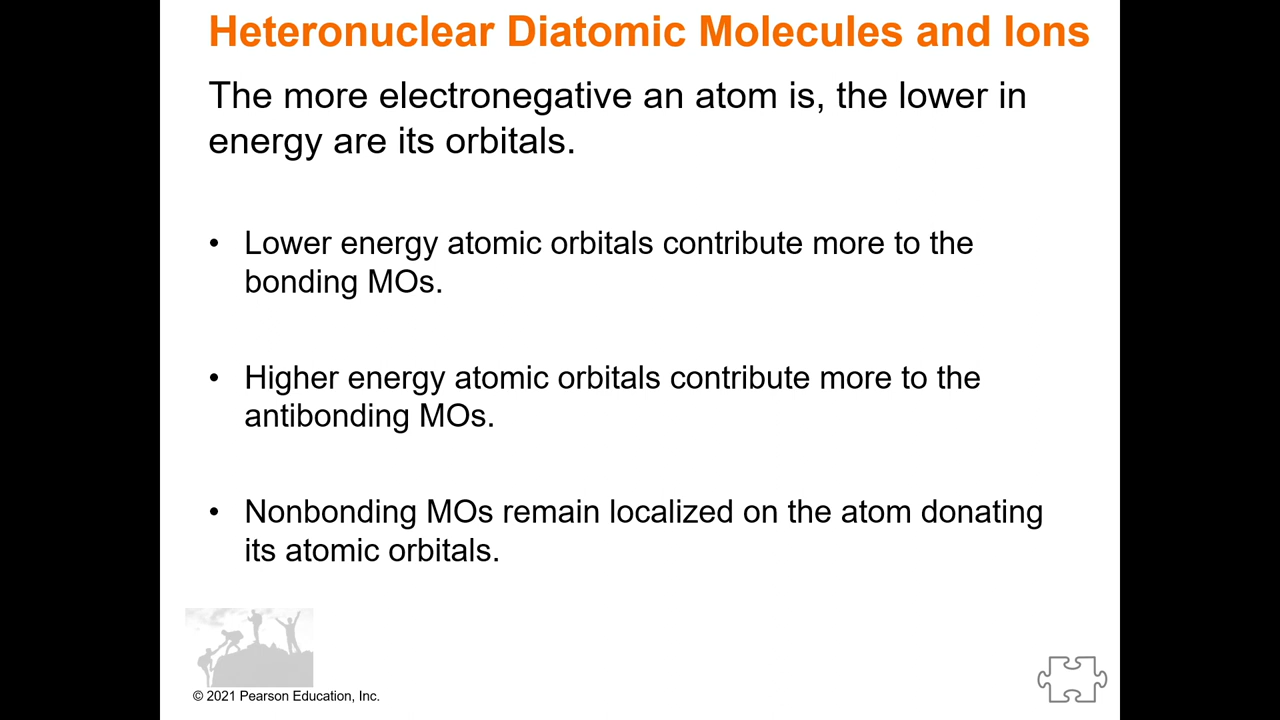 Heteronuclear Diatomic Molecules and Ions
The more electronegative an atom is, the lower in
energy are its orbitals.
• Lower energy atomic orbitals contribute more to the
bonding MOs.
• Higher energy atomic orbitals contribute more to the
antibonding MOs.
• Nonbonding MOs remain localized on the atom donating
its atomic orbitals.
© 2021 Pearson Education, Inc.